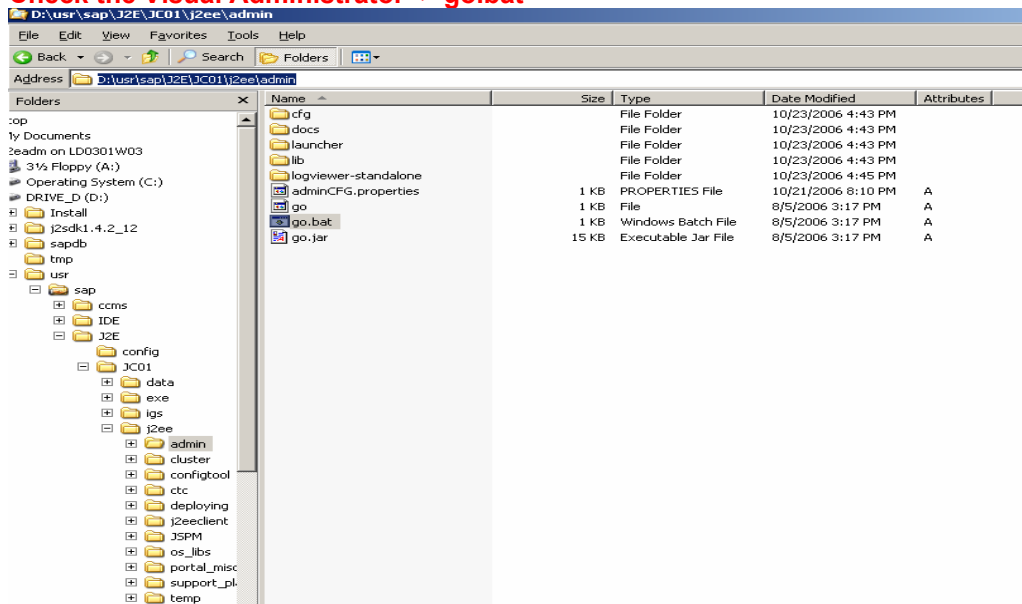 Check the Visual Administrator → go.bat
D:\usr\sap\J2E\JC01\j2ee\admin
File Edit View Favorites Tools Help
Back Search Folders
Address D:\usr\sap\J2E\JC01\j2ee\admin
Folders x Name Size Type Date Modified Attributes
top
ly Documents
2eadm on LD0301W03
3½ Floppy (A:)
Operating System (C:)
DRIVE_D (D:)
Install
j2sdk1.4.2_12
sapdb
tmp
usr
sap
ccms
IDE
J2E
config
JC01
data
exe
igs
j2ee
admin
cluster
configtool
ctc
deploying
j2eeclient
JSPM
os_libs
portal_misc
support_pl
temp
cfg File Folder 10/23/2006 4:43 PM
docs File Folder 10/23/2006 4:43 PM
launcher File Folder 10/23/2006 4:43 PM
lib File Folder 10/23/2006 4:43 PM
logviewer-standalone File Folder 10/23/2006 4:45 PM
adminCFG.properties 1 KB PROPERTIES File 10/21/2006 8:10 PM A
go 1 KB File 8/5/2006 3:17 PM A
go.bat 1 KB Windows Batch File 8/5/2006 3:17 PM A
go.jar 15 KB Executable Jar File 8/5/2006 3:17 PM A